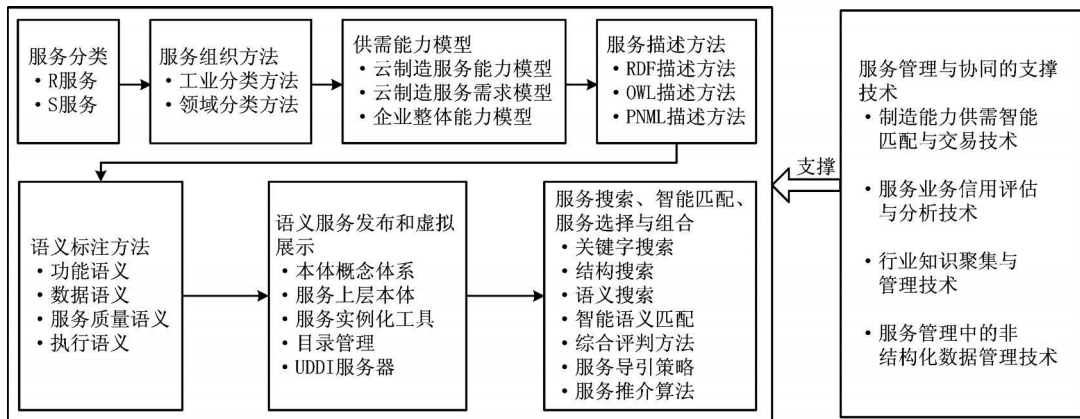 服务分类
• R服务
• S服务
服务组织方法
• 工业分类方法
• 领域分类方法
供需能力模型
• 云制造服务能力模型
• 云制造服务需求模型
• 企业整体能力模型
服务描述方法
• RDF描述方法
• OWL描述方法
• PNML描述方法
语义标注方法
• 功能语义
• 数据语义
• 服务质量语义
• 执行语义
语义服务发布和虚拟
展示
• 本体概念体系
• 服务上层本体
• 服务实例化工具
• 目录管理
• UDDI服务器
服务搜索、智能匹配、
服务选择与组合
• 关键字搜索
• 结构搜索
• 语义搜索
• 智能语义匹配
• 综合评判方法
• 服务导引策略
• 服务推介算法
支撑
服务管理与协同的支撑
技术
• 制造能力供需智能
匹配与交易技术
• 服务业务信用评估
与分析技术
• 行业知识聚集与
管理技术
• 服务管理中的非
结构化数据管理技术